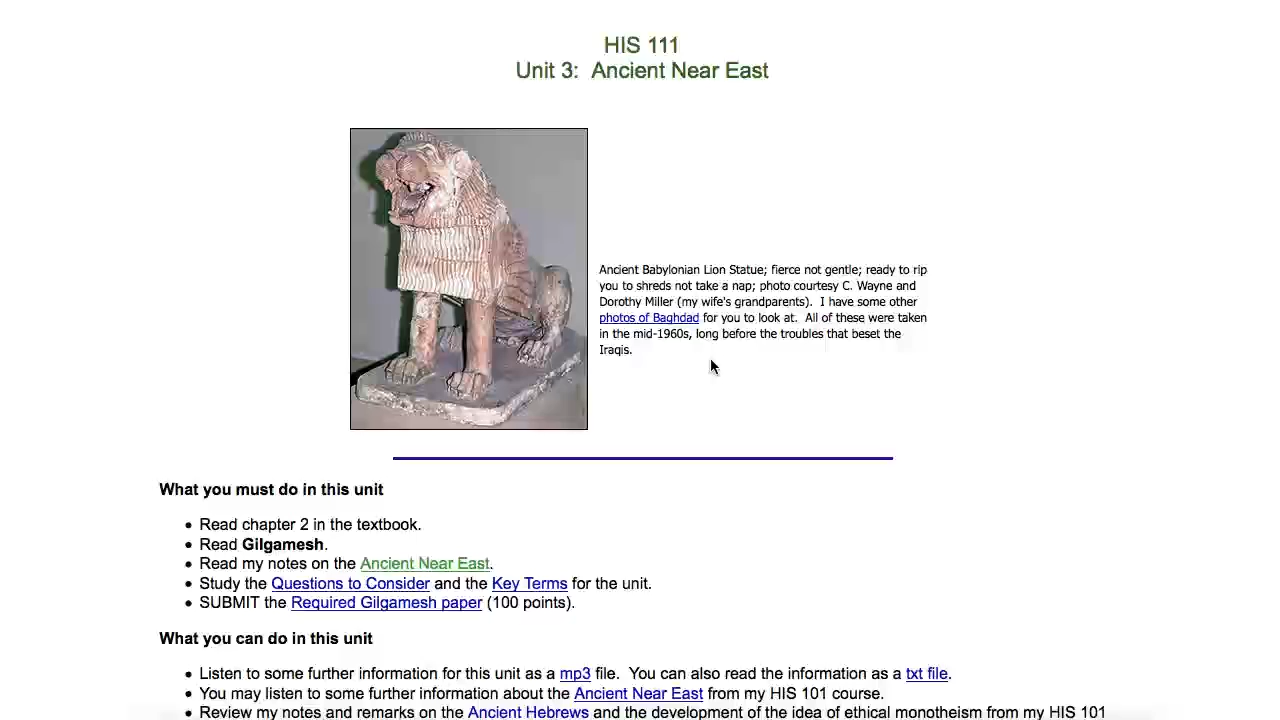 HIS 111
Unit 3: Ancient Near East
Ancient Babylonian Lion Statue; fierce not gentle; ready to rip
you to shreds not take a nap; photo courtesy C. Wayne and
Dorothy Miller (my wife's grandparents). I have some other
photos of Baghdad for you to look at. All of these were taken
in the mid-1960s, long before the troubles that beset the
Iraqis.
What you must do in this unit
• Read chapter 2 in the textbook.
• Read Gilgamesh.
• Read my notes on the Ancient Near East.
• Study the Questions to Consider and the Key Terms for the unit.
• SUBMIT the Required Gilgamesh paper (100 points).
What you can do in this unit
• Listen to some further information for this unit as a mp3 file. You can also read the information as a txt file.
• You may listen to some further information about the Ancient Near East from my HIS 101 course.
• Review my notes and remarks on the Ancient Hebrews and the development of the idea of ethical monotheism from my HIS 101